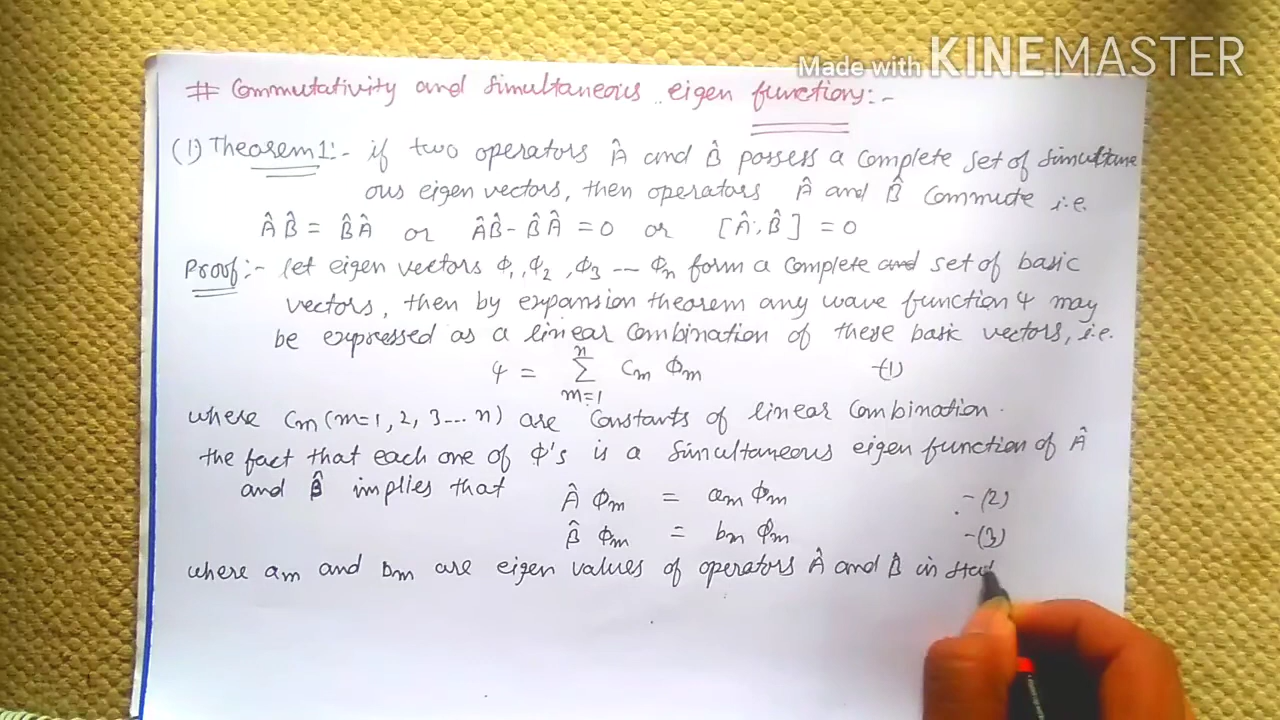 Made with KINEMASTER
# Commutativity and simultaneous eigen functions:-
(1) Theorem 1:- if two operators Â and B̂ possess a complete set of simultane
ous eigen vectors, then operators Â and B̂ commute i.e.
Â B̂ = B̂ Â or Â B̂ - B̂ Â = 0 or [Â, B̂] = 0
Proof:- let eigen vectors Φ₁, Φ₂, Φ₃ --- Φn form a complete and set of basic
vectors, then by expansion theorem any wave function Ψ may
be expressed as a linear combination of these basic vectors, i.e.
Ψ = Σ (m=1 to n) Cm Φm -(1)
where Cm (m=1, 2, 3 .... n) are constants of linear combination.
the fact that each one of Φ's is a simultaneous eigen function of Â
and B̂ implies that Â Φm = am Φm -(2)
B̂ Φm = bm Φm -(3)
where am and bm are eigen values of operators Â and B̂ in